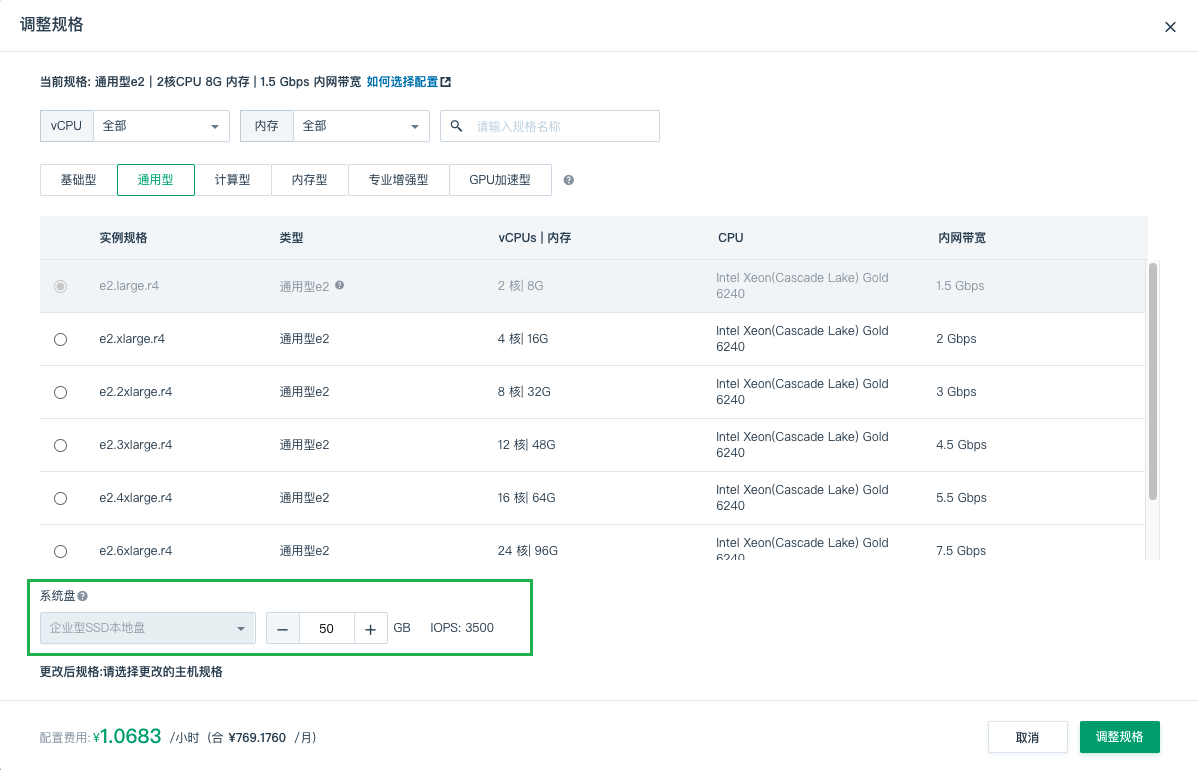 调整规格
当前规格: 通用型e2 | 2核CPU 8G 内存 | 1.5 Gbps 内网带宽 如何选择配置
vCPU 全部 内存 全部 请输入规格名称
基础型 通用型 计算型 内存型 专业增强型 GPU加速型
实例规格 类型 vCPUs | 内存 CPU 内网带宽
e2.large.r4 通用型e2 2 核| 8G Intel Xeon(Cascade Lake) Gold 6240 1.5 Gbps
e2.xlarge.r4 通用型e2 4 核| 16G Intel Xeon(Cascade Lake) Gold 6240 2 Gbps
e2.2xlarge.r4 通用型e2 8 核| 32G Intel Xeon(Cascade Lake) Gold 6240 3 Gbps
e2.3xlarge.r4 通用型e2 12 核| 48G Intel Xeon(Cascade Lake) Gold 6240 4.5 Gbps
e2.4xlarge.r4 通用型e2 16 核| 64G Intel Xeon(Cascade Lake) Gold 6240 5.5 Gbps
e2.6xlarge.r4 通用型e2 24 核| 96G Intel Xeon(Cascade Lake) Gold 6240 7.5 Gbps
系统盘
企业型SSD本地盘 − 50 + GB IOPS: 3500
更改后规格:请选择更改的主机规格
配置费用: ¥1.0683 /小时（合 ¥769.1760 /月） 取消 调整规格